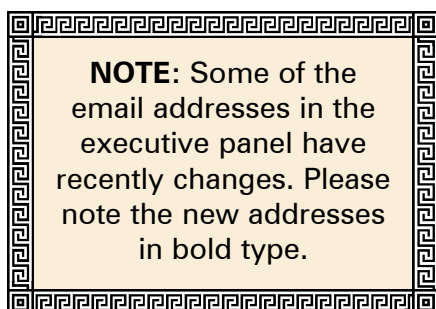 NOTE: Some of the
email addresses in the
executive panel have
recently changes. Please
note the new addresses
in bold type.